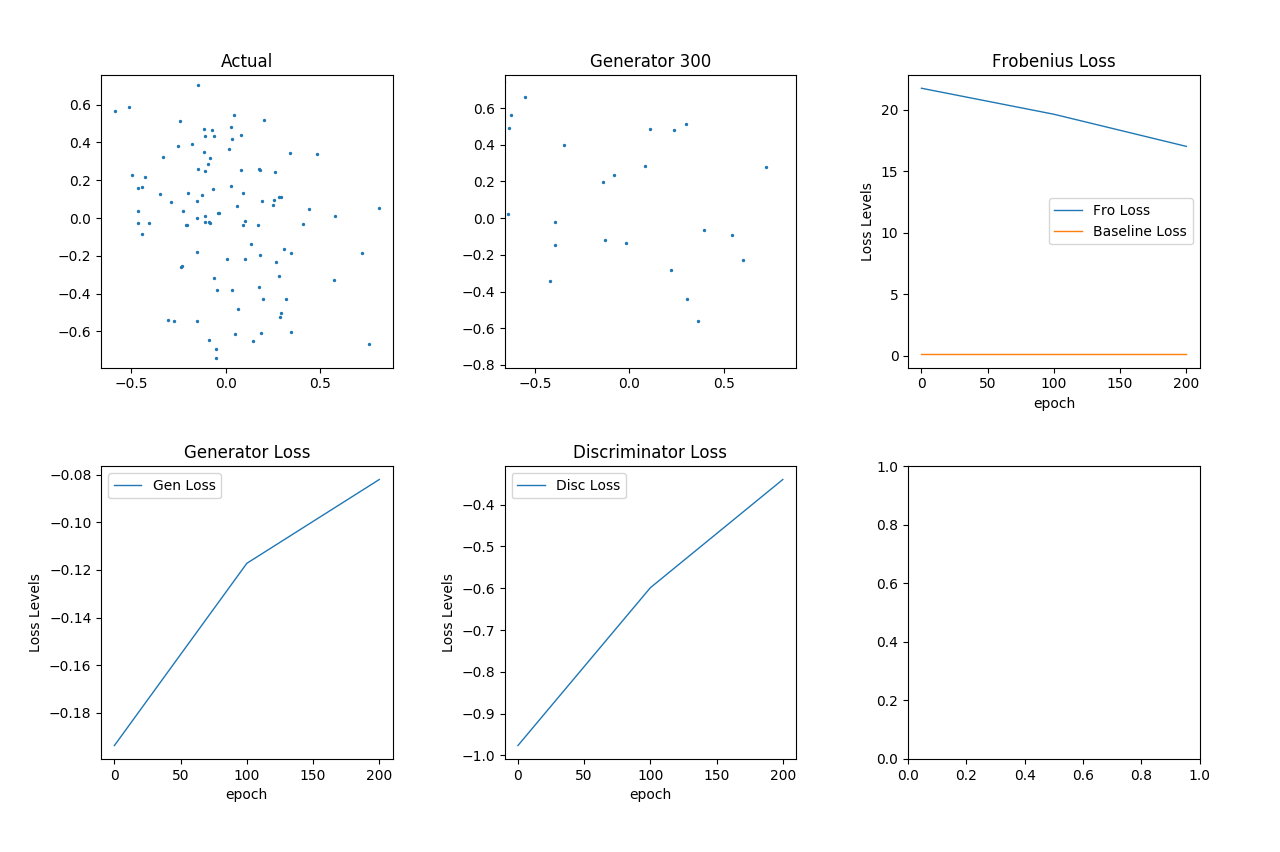 Actual
0.6
0.4
0.2
0.0
−0.2
−0.4
−0.6
−0.5 0.0 0.5
Generator 300
0.6
0.4
0.2
0.0
−0.2
−0.4
−0.6
−0.8
−0.5 0.0 0.5
Frobenius Loss
Loss Levels
20
15
10
5
0
Fro Loss
Baseline Loss
0 50 100 150 200
epoch
Generator Loss
Loss Levels
−0.08
−0.10
−0.12
−0.14
−0.16
−0.18
Gen Loss
0 50 100 150 200
epoch
Discriminator Loss
Loss Levels
−0.4
−0.5
−0.6
−0.7
−0.8
−0.9
−1.0
Disc Loss
0 50 100 150 200
epoch
1.0
0.8
0.6
0.4
0.2
0.0
0.0 0.2 0.4 0.6 0.8 1.0